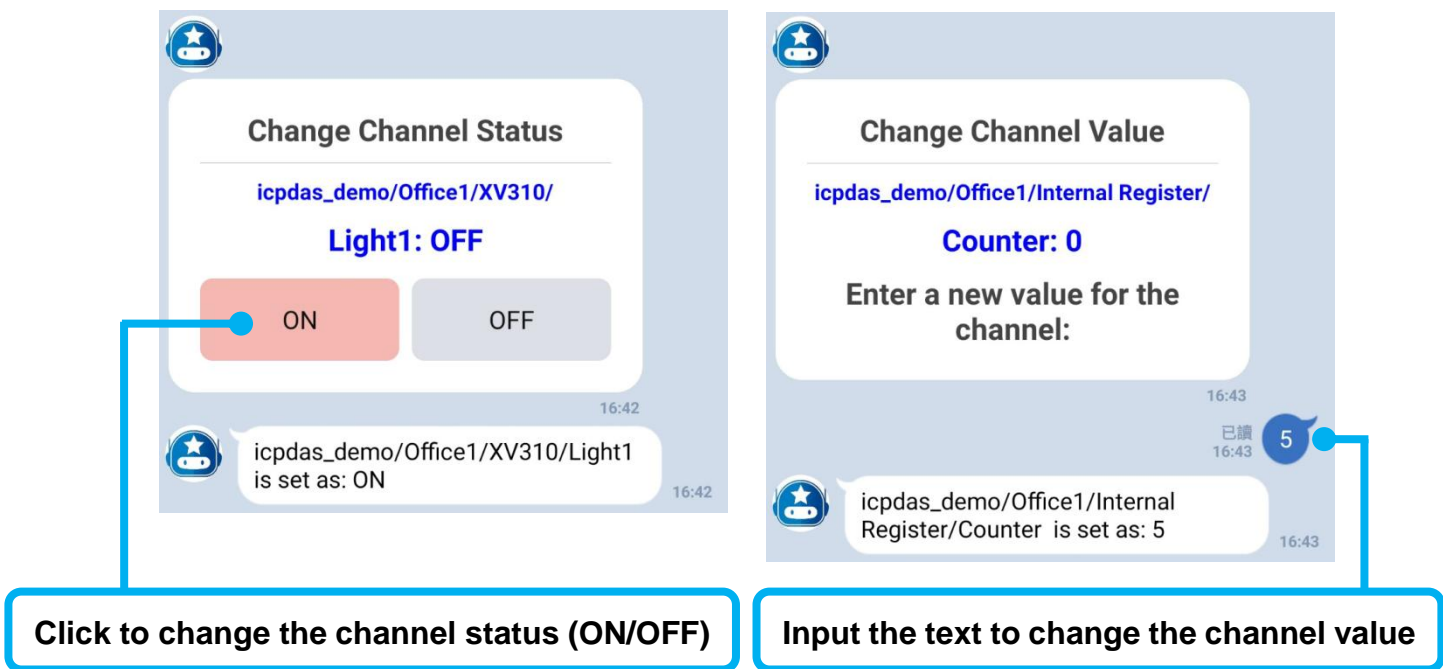 Change Channel Status
icpdas_demo/Office1/XV310/
Light1: OFF
ON OFF
16:42
icpdas_demo/Office1/XV310/Light1
is set as: ON
16:42
Click to change the channel status (ON/OFF)
Change Channel Value
icpdas_demo/Office1/Internal Register/
Counter: 0
Enter a new value for the
channel:
16:43
已讀
16:43
5
icpdas_demo/Office1/Internal
Register/Counter is set as: 5
16:43
Input the text to change the channel value